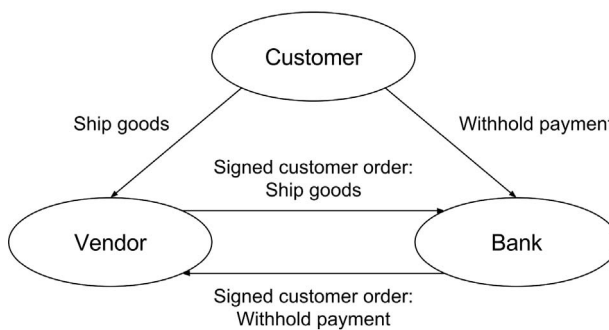 Customer
Ship goods
Withhold payment
Signed customer order:
Ship goods
Vendor
Bank
Signed customer order:
Withhold payment